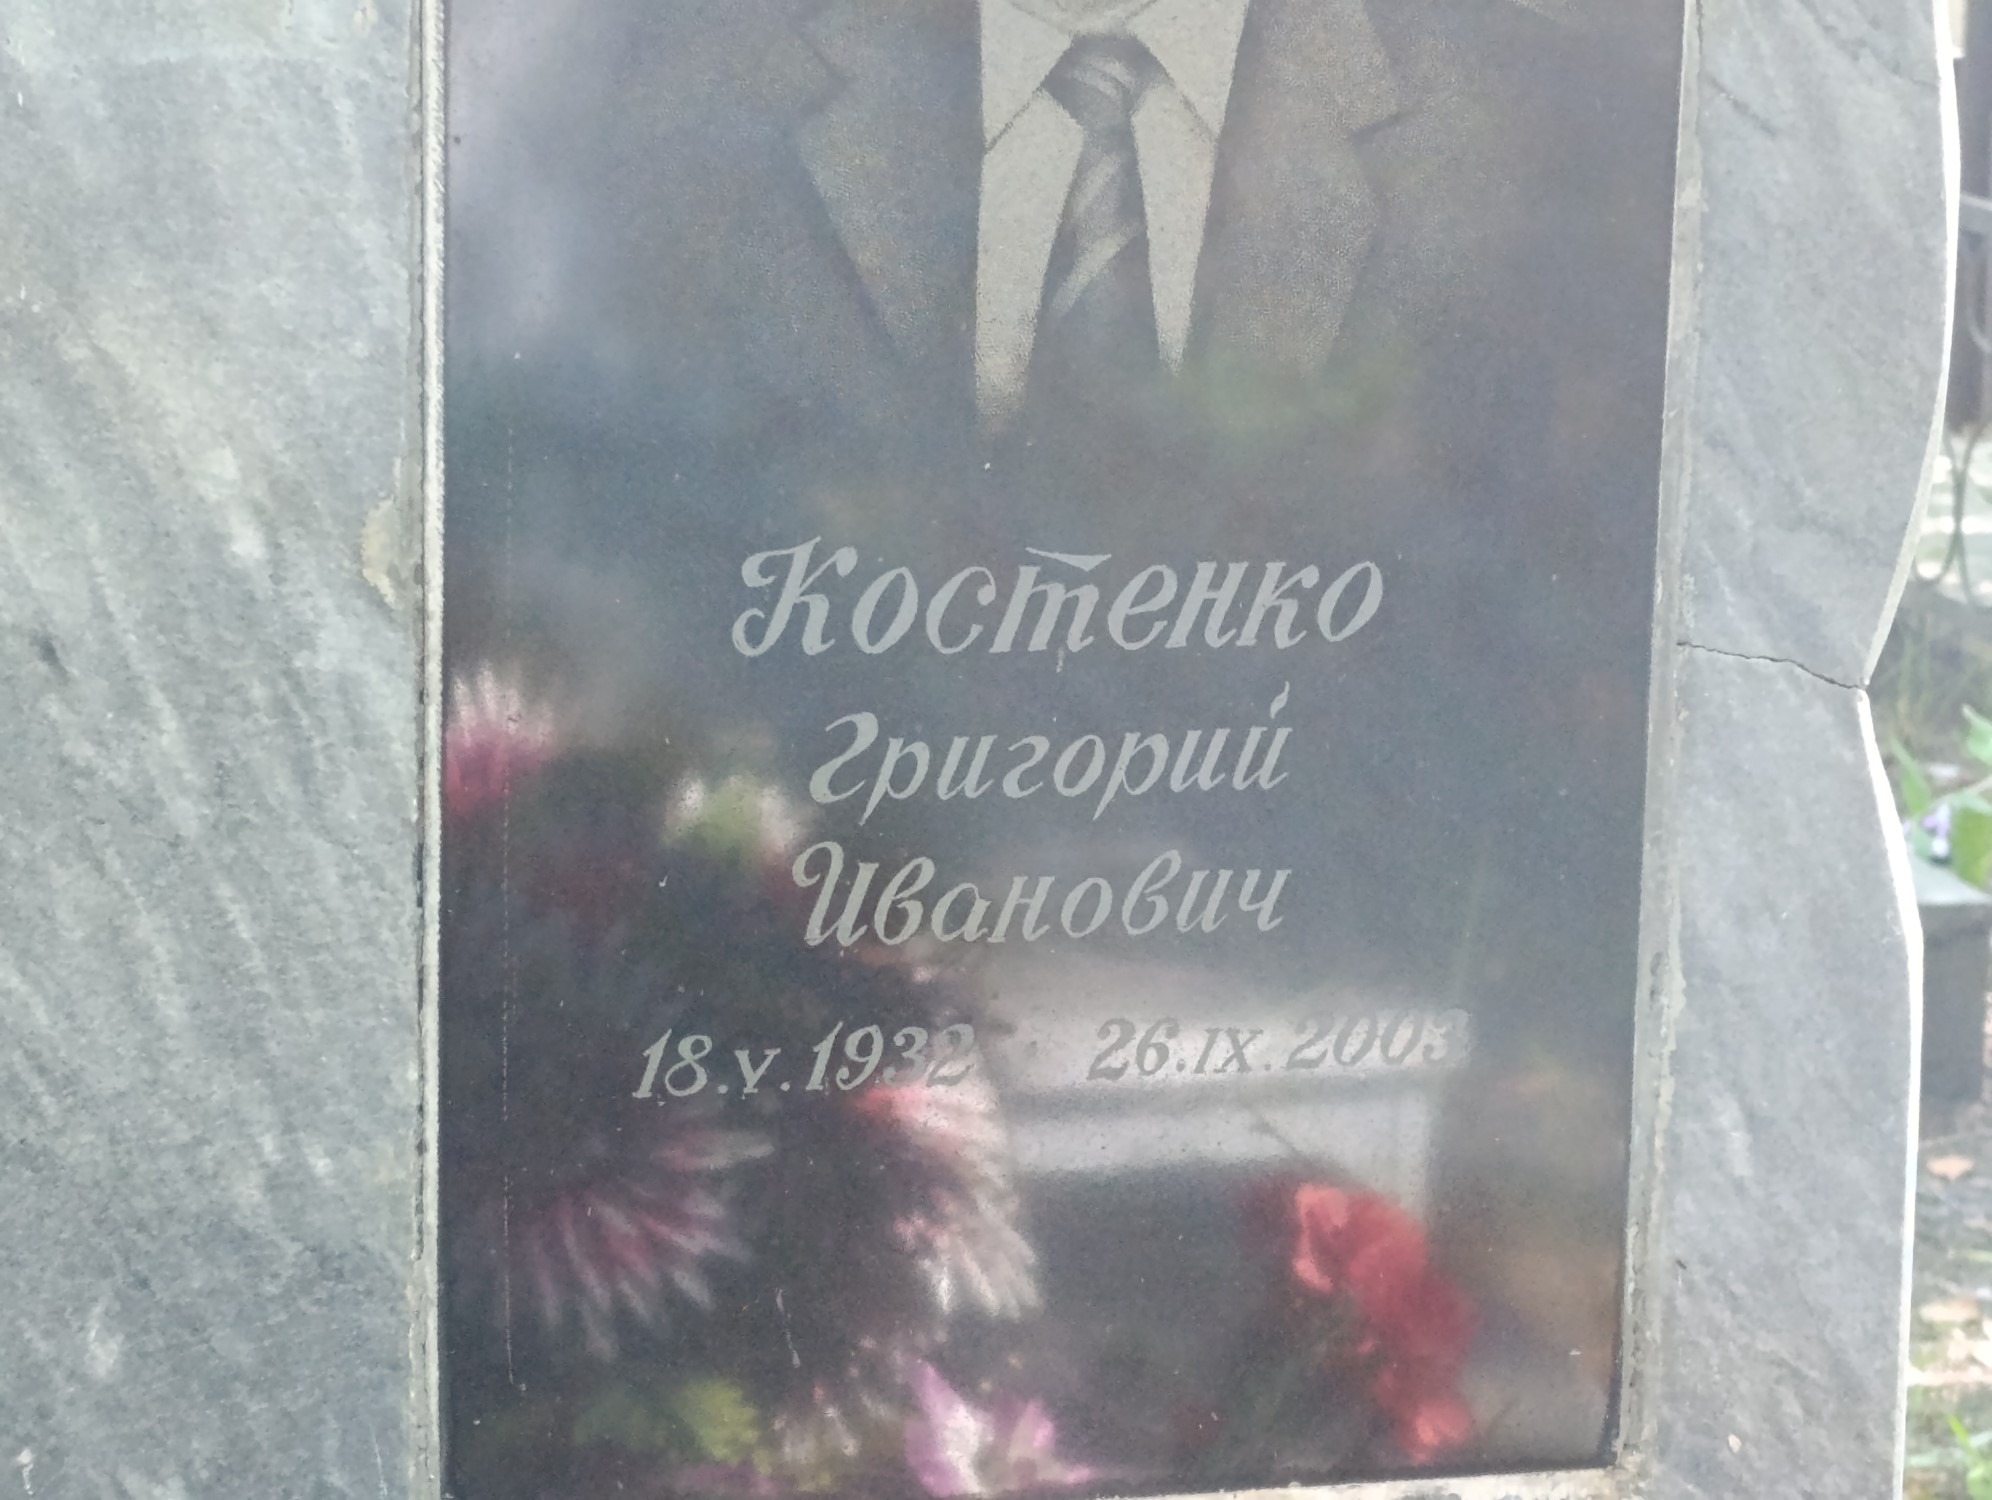 Костенко
Григорий
Иванович
18.V.1932 26.IX.2003